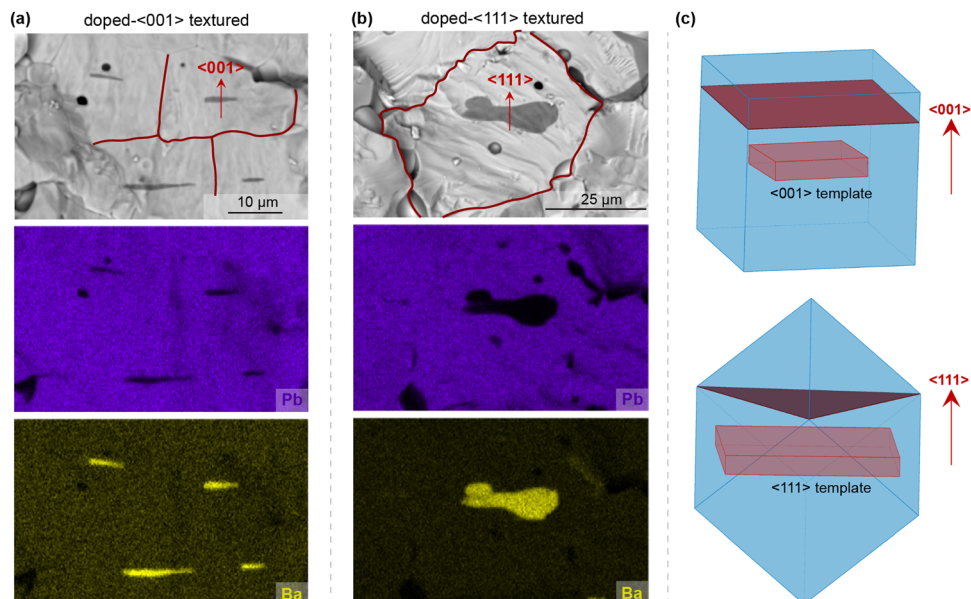 (a)
doped-<001> textured
<001>
10 μm
Pb
Ba
(b)
doped-<111> textured
<111>
25 μm
Pb
Ba
(c)
<001>
<001> template
<111>
<111> template